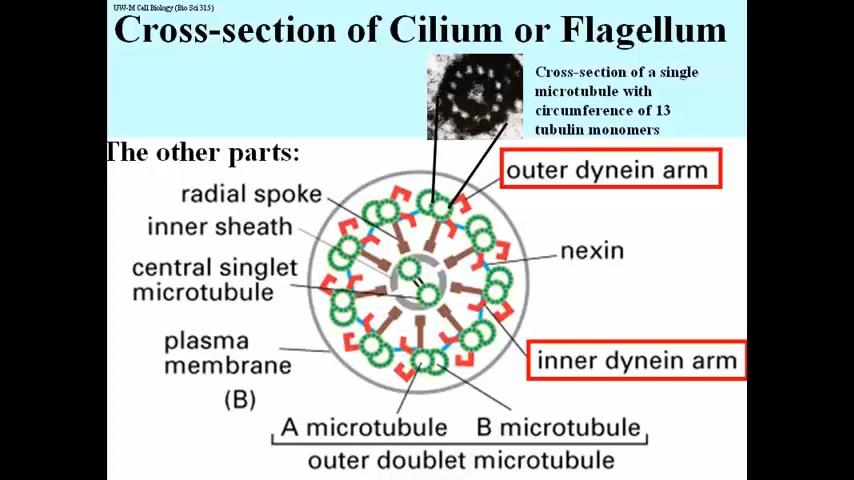 UW-M Cell Biology (Bio Sci 315)
Cross-section of Cilium or Flagellum
Cross-section of a single
microtubule with
circumference of 13
tubulin monomers
The other parts:
outer dynein arm
radial spoke
inner sheath
nexin
central singlet
microtubule
plasma
membrane
inner dynein arm
(B)
A microtubule B microtubule
outer doublet microtubule